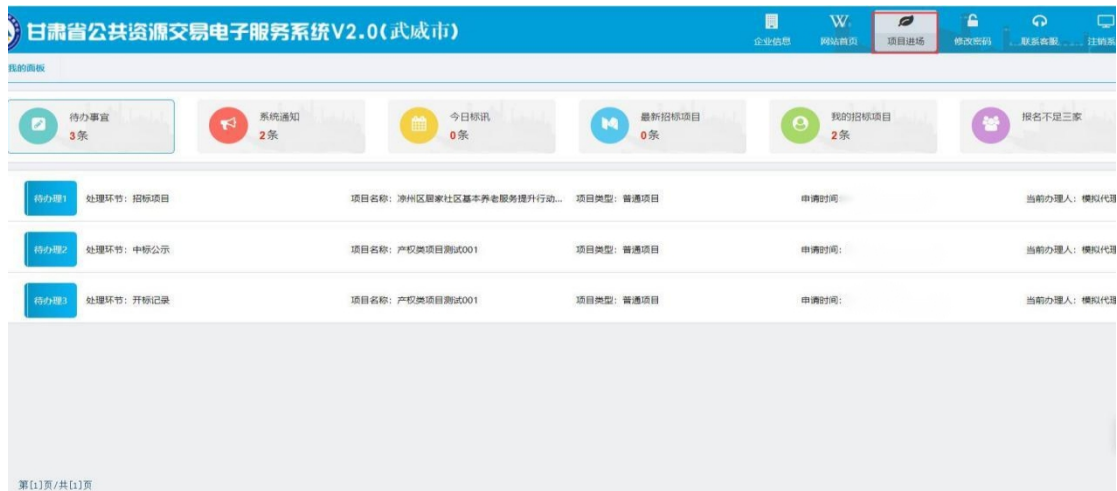 甘肃省公共资源交易电子服务系统V2.0(武威市)
企业信息
网站首页
项目进场
修改密码
联系客服
注销系
我的面板
待办事宜
3条
系统通知
2条
今日标讯
0条
最新招标项目
0条
我的招标项目
2条
报名不足三家
待办理1 处理环节：招标项目 项目名称：凉州区居家社区基本养老服务提升行动... 项目类型：普通项目 申请时间 当前办理人：模拟代理
待办理2 处理环节：中标公示 项目名称：产权类项目测试001 项目类型：普通项目 申请时间： 当前办理人：模拟代理
待办理3 处理环节：开标记录 项目名称：产权类项目测试001 项目类型：普通项目 申请时间： 当前办理人：模拟代理
第[1]页/共[1]页